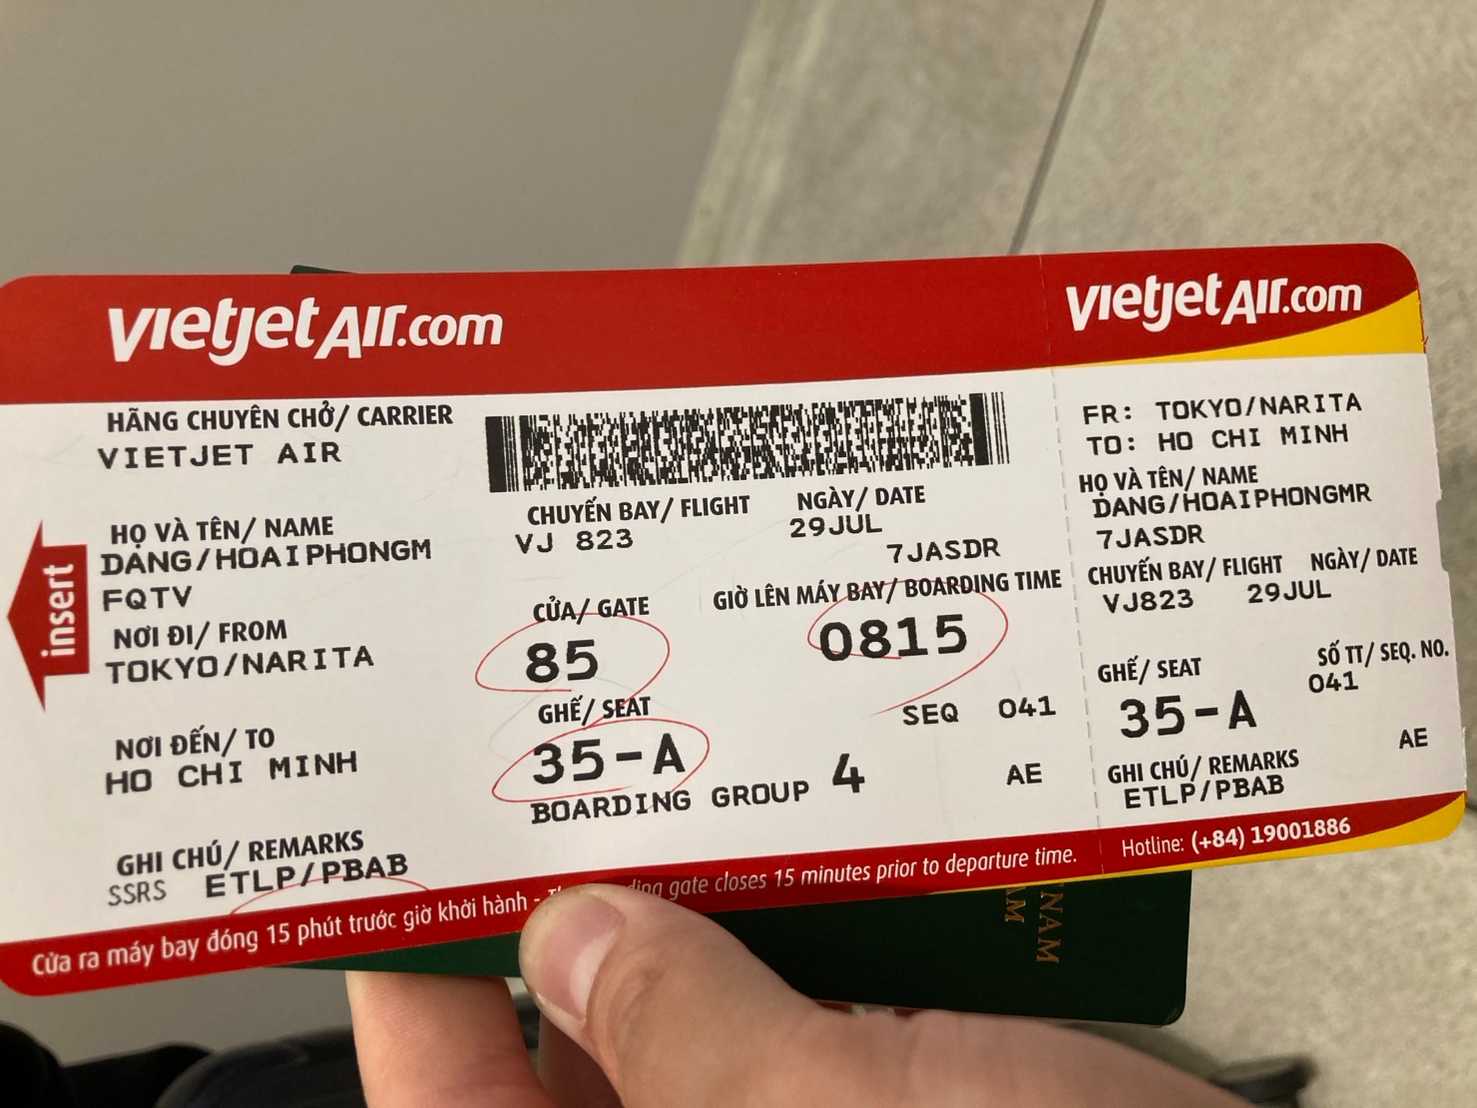 vietjetAir.com
HÃNG CHUYÊN CHỞ/ CARRIER
VIETJET AIR
HỌ VÀ TÊN/ NAME
DANG/HOAIPHONGM
FQTV
NƠI ĐI/ FROM
TOKYO/NARITA
NƠI ĐẾN/ TO
HO CHI MINH
GHI CHÚ/ REMARKS
SSRS ETLP/PBAB
insert
CHUYẾN BAY/ FLIGHT
VJ 823
NGÀY/ DATE
29JUL
7JASDR
CỬA/ GATE
85
GIỜ LÊN MÁY BAY/ BOARDING TIME
0815
GHẾ/ SEAT
35-A
SEQ 041
BOARDING GROUP 4
AE
Cửa ra máy bay đóng 15 phút trước giờ khởi hành - gate closes 15 minutes prior to departure time.
vietjetAir.com
FR: TOKYO/NARITA
TO: HO CHI MINH
HỌ VÀ TÊN/ NAME
DANG/HOAIPHONGMR
7JASDR
CHUYẾN BAY/ FLIGHT NGÀY/ DATE
VJ823 29JUL
GHẾ/ SEAT SỐ TT/ SEQ. NO.
35-A 041
GHI CHÚ/ REMARKS AE
ETLP/PBAB
Hotline: (+84) 19001886